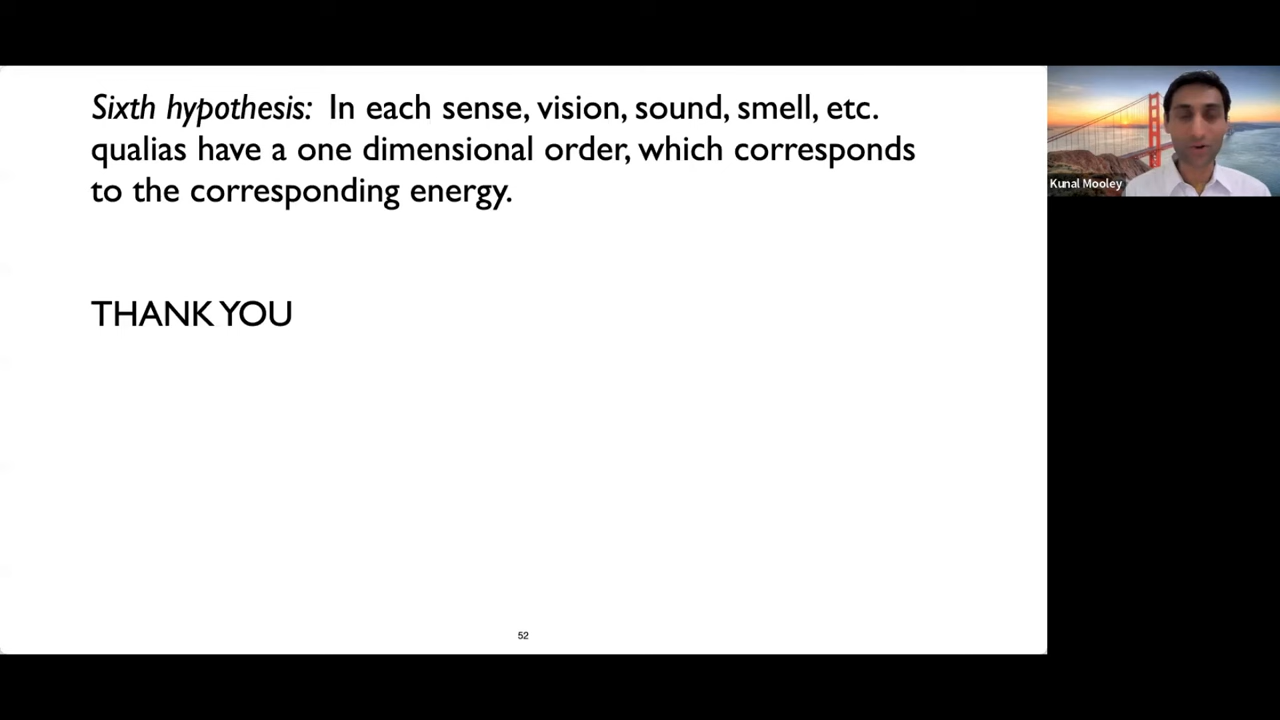 Sixth hypothesis: In each sense, vision, sound, smell, etc.
qualias have a one dimensional order, which corresponds
to the corresponding energy.
THANK YOU
52
Kunal Mooley